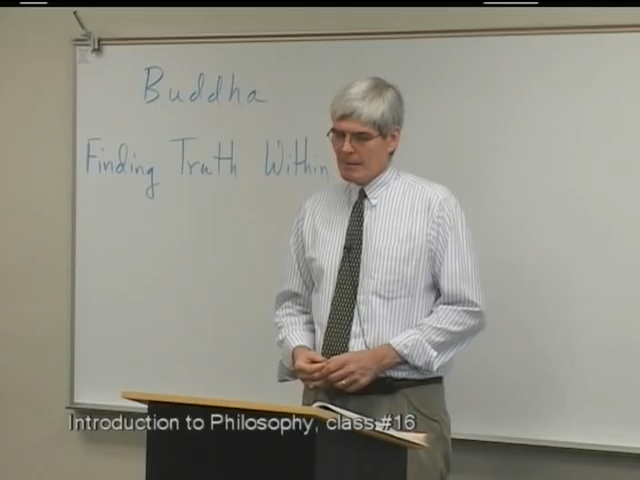 Buddha
Finding Truth Within
Introduction to Philosophy, class #16